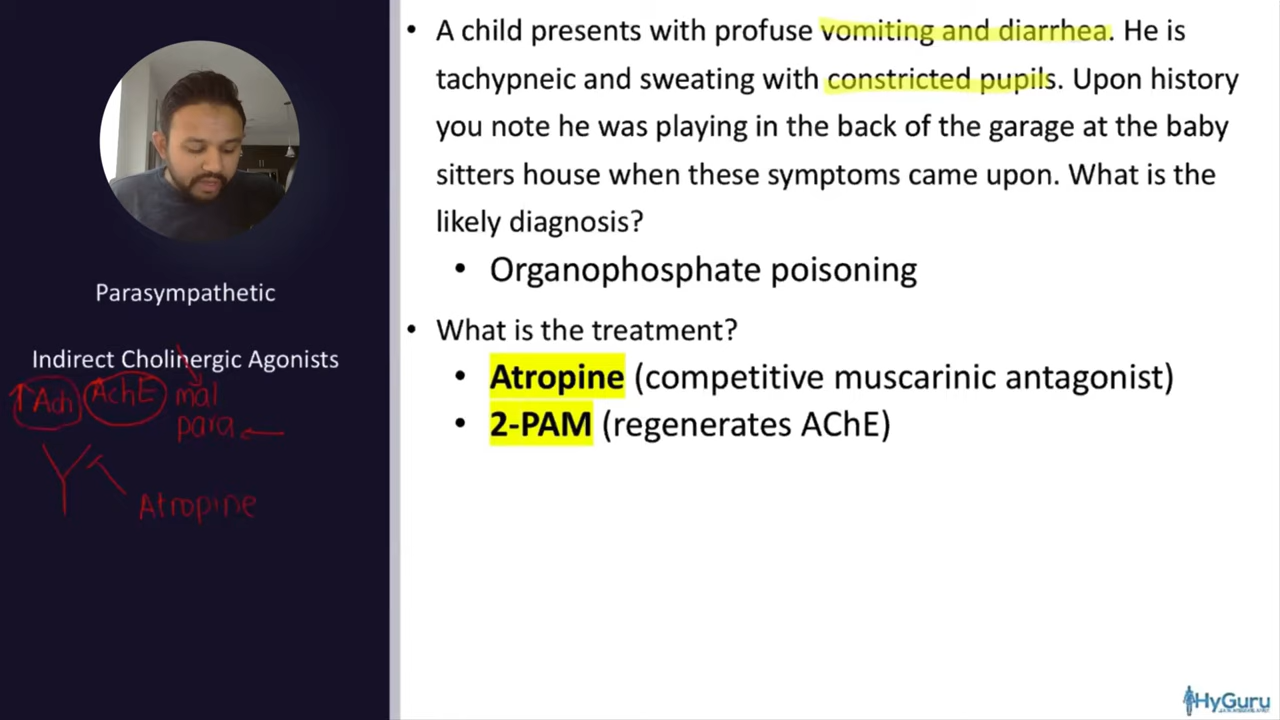 • A child presents with profuse vomiting and diarrhea. He is
tachypneic and sweating with constricted pupils. Upon history
you note he was playing in the back of the garage at the baby
sitters house when these symptoms came upon. What is the
likely diagnosis?
• Organophosphate poisoning
• What is the treatment?
• Atropine (competitive muscarinic antagonist)
• 2-PAM (regenerates AChE)
Parasympathetic
Indirect Cholinergic Agonists
↑Ach AchE mal
para
Atropine
HyGuru